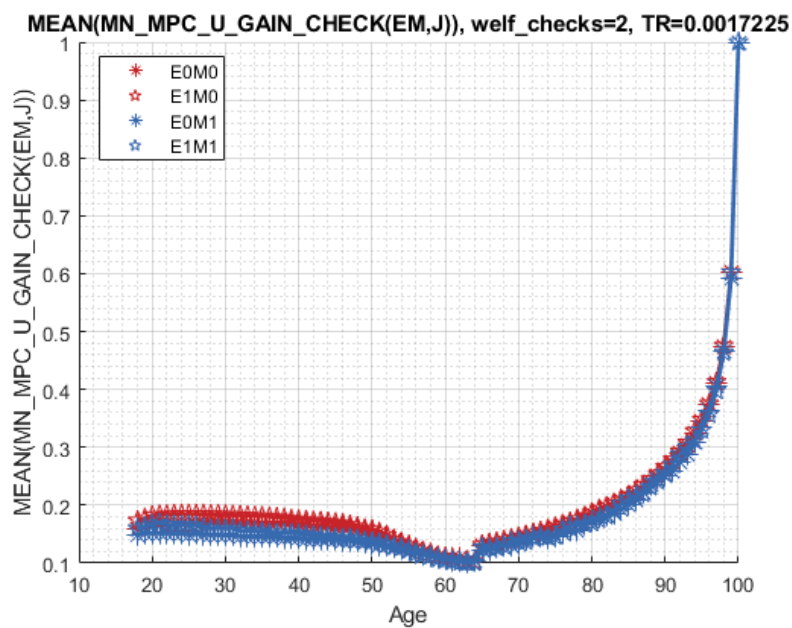 MEAN(MN_MPC_U_GAIN_CHECK(EM,J)), welf_checks=2, TR=0.0017225
1
0.9
0.8
0.7
0.6
0.5
0.4
0.3
0.2
0.1
MEAN(MN_MPC_U_GAIN_CHECK(EM,J))
E0M0
E1M0
E0M1
E1M1
10 20 30 40 50 60 70 80 90 100
Age